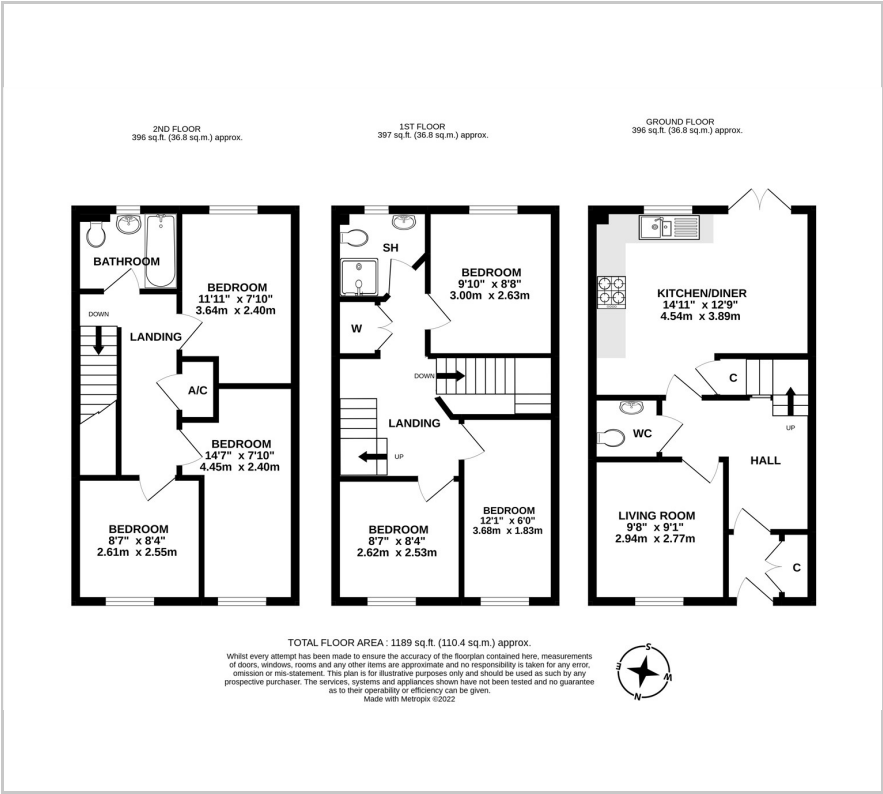 2ND FLOOR
396 sq.ft. (36.8 sq.m.) approx.
1ST FLOOR
397 sq.ft. (36.8 sq.m.) approx.
GROUND FLOOR
396 sq.ft. (36.8 sq.m.) approx.
BATHROOM
BEDROOM
11'11" x 7'10"
3.64m x 2.40m
DOWN
LANDING
A/C
BEDROOM
14'7" x 7'10"
4.45m x 2.40m
BEDROOM
8'7" x 8'4"
2.61m x 2.55m
SH
BEDROOM
9'10" x 8'8"
3.00m x 2.63m
W
DOWN
LANDING
UP
BEDROOM
8'7" x 8'4"
2.62m x 2.53m
BEDROOM
12'1" x 6'0"
3.68m x 1.83m
KITCHEN/DINER
14'11" x 12'9"
4.54m x 3.89m
C
UP
WC
HALL
LIVING ROOM
9'8" x 9'1"
2.94m x 2.77m
C
TOTAL FLOOR AREA : 1189 sq.ft. (110.4 sq.m.) approx.
Whilst every attempt has been made to ensure the accuracy of the floorplan contained here, measurements
of doors, windows, rooms and any other items are approximate and no responsibility is taken for any error,
omission or mis-statement. This plan is for illustrative purposes only and should be used as such by any
prospective purchaser. The services, systems and appliances shown have not been tested and no guarantee
as to their operability or efficiency can be given.
Made with Metropix ©2022
S
E
W
N